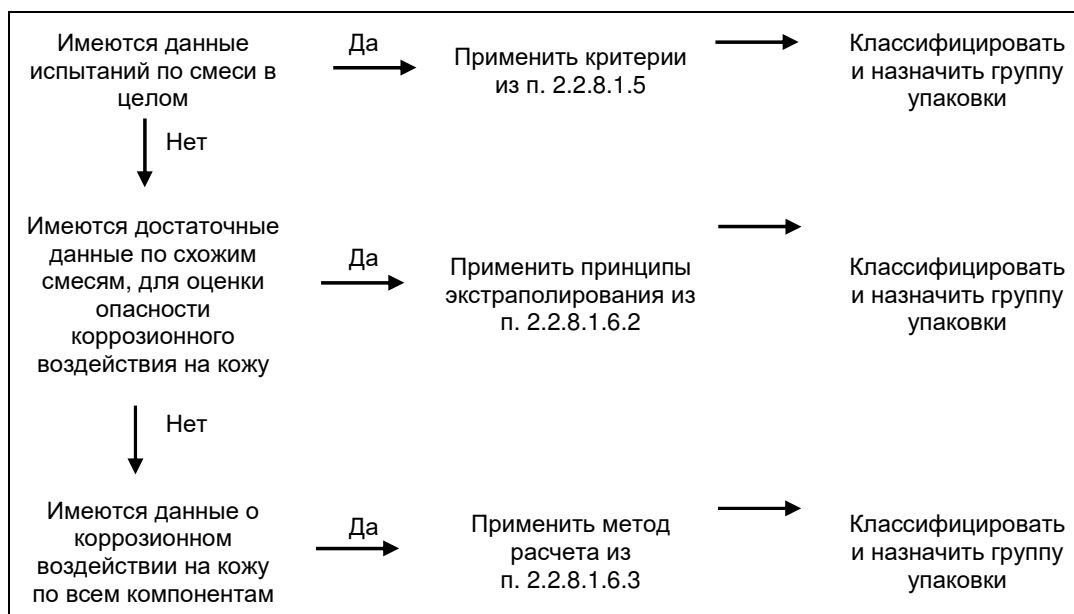 Имеются данные
испытаний по смеси в
целом
Да
Применить критерии
из п. 2.2.8.1.5
Классифицировать
и назначить группу
упаковки
Нет
Имеются достаточные
данные по схожим
смесям, для оценки
опасности
коррозионного
воздействия на кожу
Да
Применить принципы
экстраполирования из
п. 2.2.8.1.6.2
Классифицировать
и назначить группу
упаковки
Нет
Имеются данные о
коррозионном
воздействии на кожу
по всем компонентам
Да
Применить метод
расчета из
п. 2.2.8.1.6.3
Классифицировать
и назначить группу
упаковки